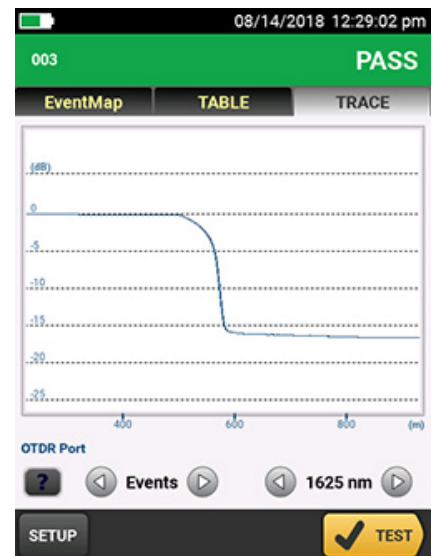 08/14/2018 12:29:02 pm
003 PASS
EventMap TABLE TRACE
(dB)
0
-5
-10
-15
-20
-25
400 600 800 (m)
OTDR Port
? Events 1625 nm
SETUP TEST